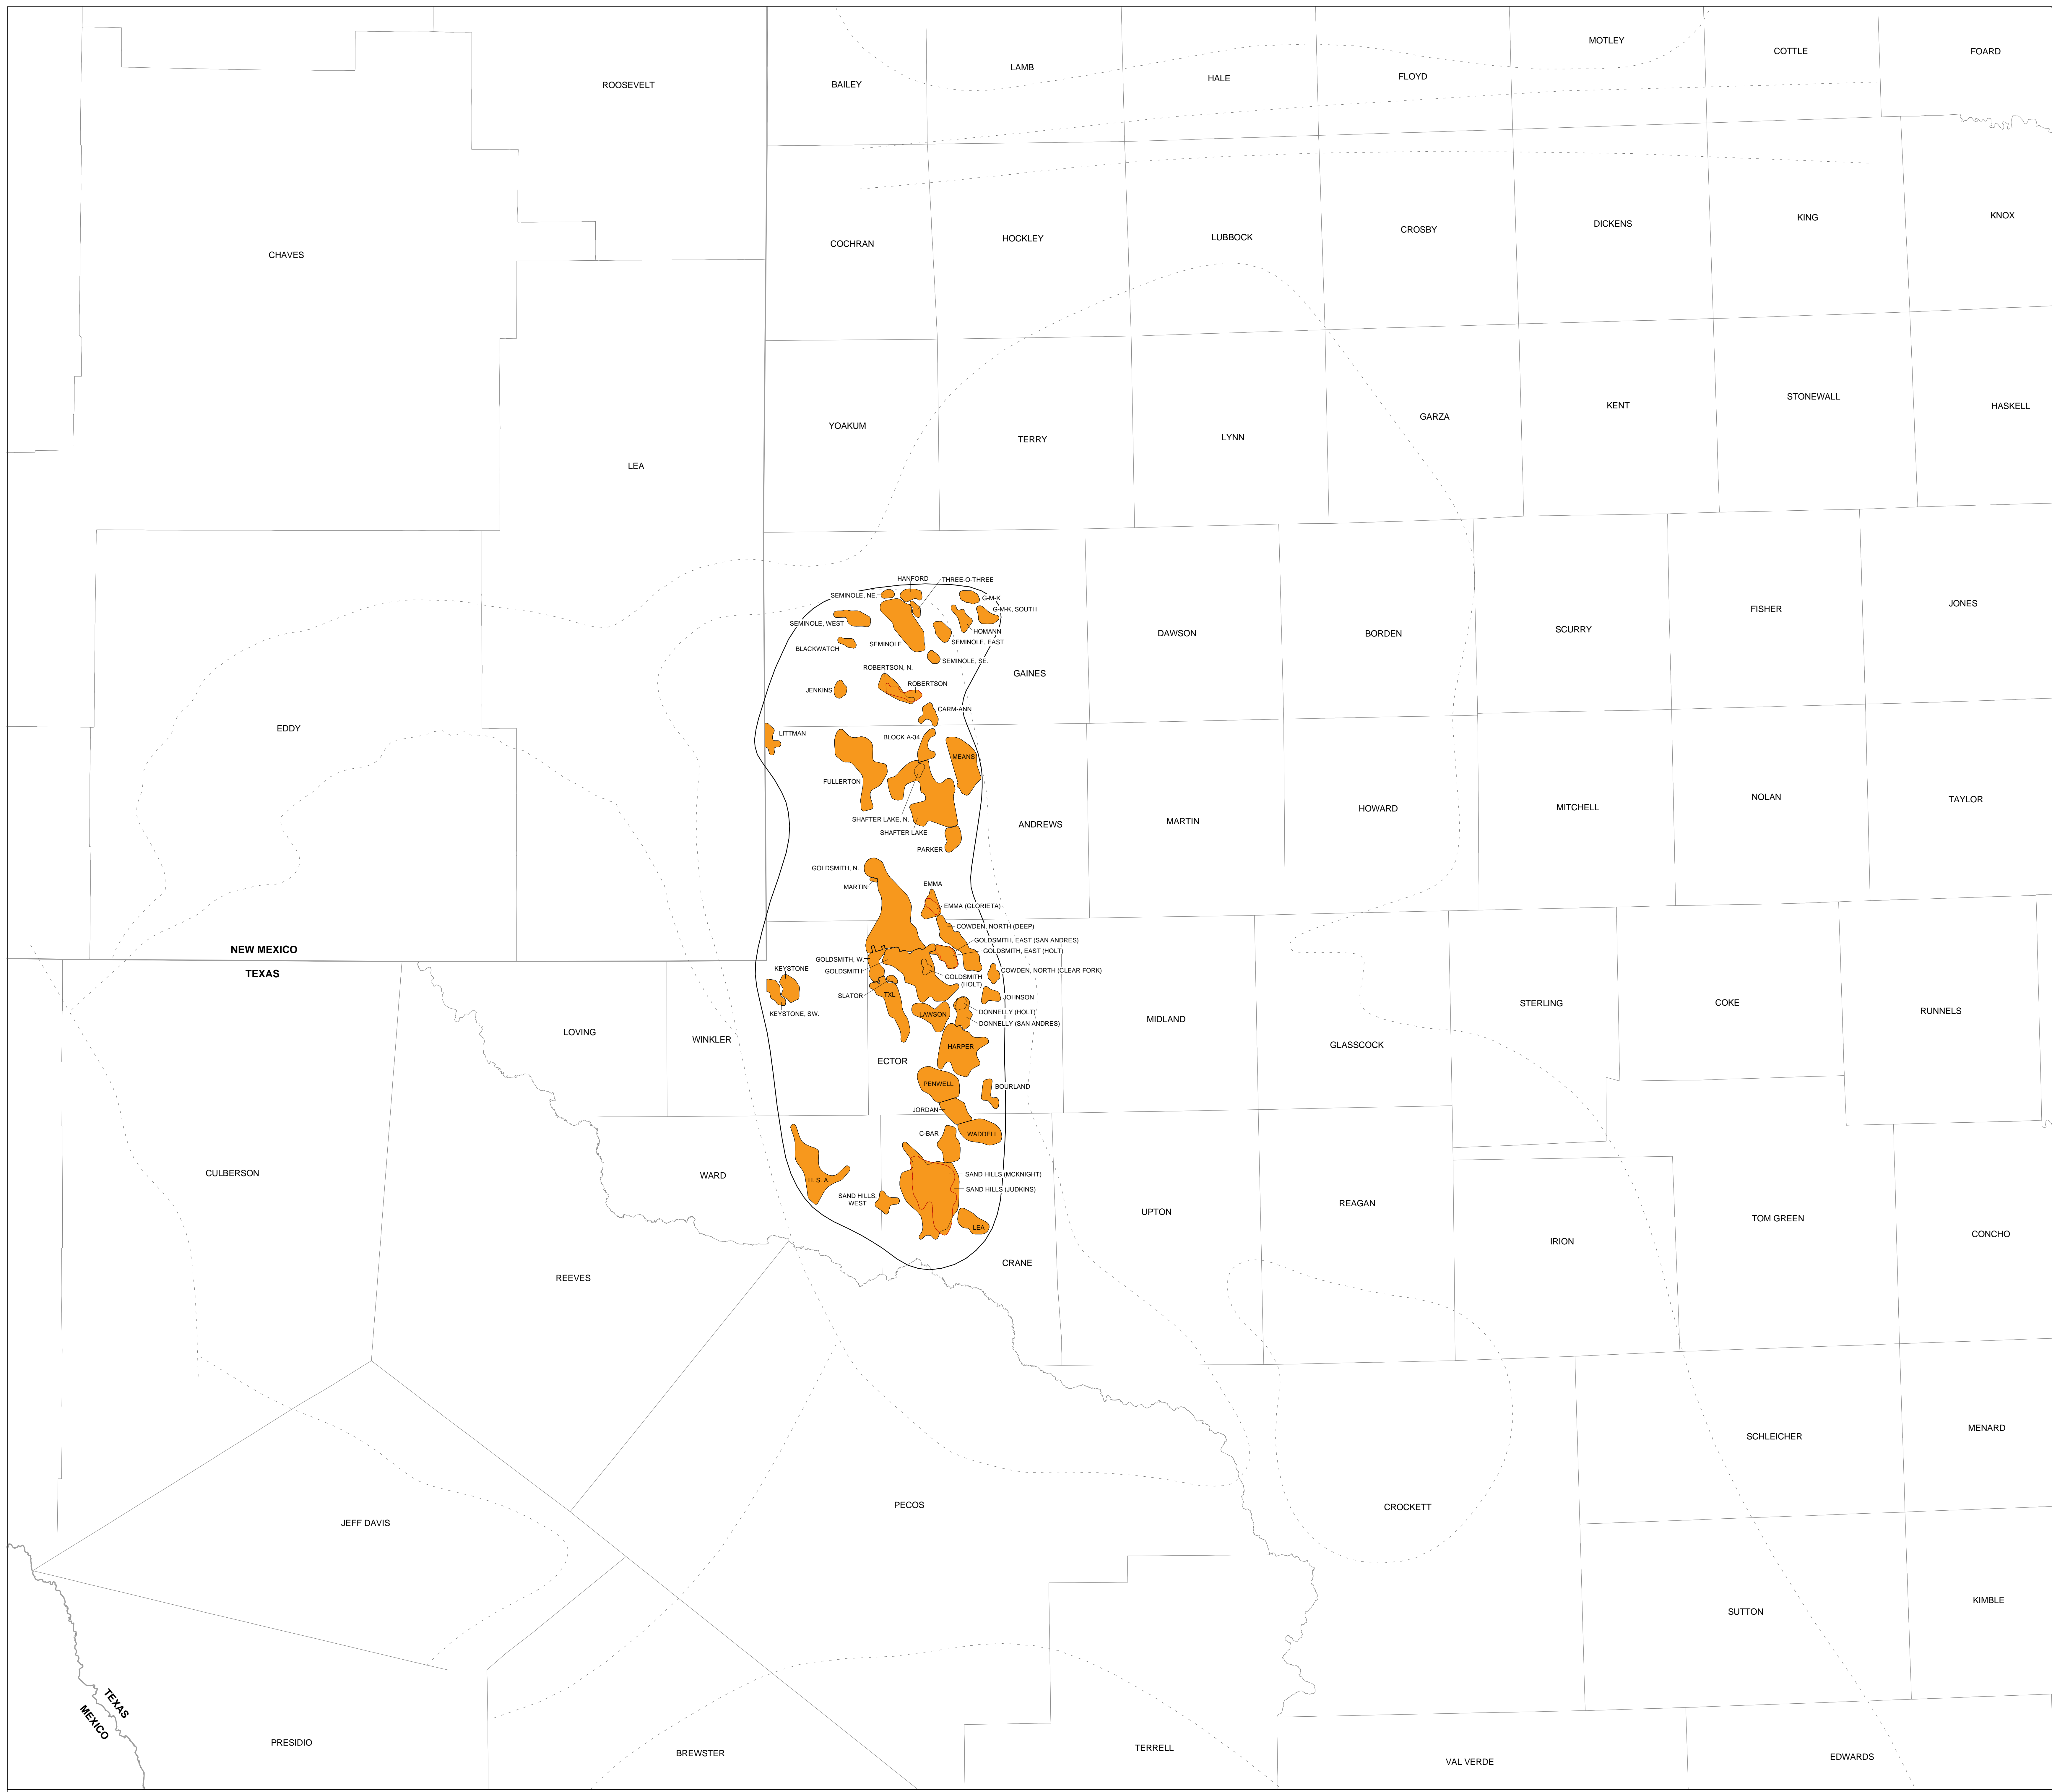 MOTLEY
COTTLE
FOARD
LAMB
HALE
FLOYD
ROOSEVELT
BAILEY
KNOX
KING
DICKENS
CROSBY
LUBBOCK
HOCKLEY
COCHRAN
CHAVES
STONEWALL
HASKELL
KENT
GARZA
YOAKUM
LYNN
TERRY
LEA
HANFORD
THREE-O-THREE
SEMINOLE, NE.
G-M-K
G-M-K, SOUTH
SEMINOLE, WEST
HOMANN
SEMINOLE, EAST
BLACKWATCH
SEMINOLE
SEMINOLE, SE.
ROBERTSON, N.
ROBERTSON
JENKINS
CARM-ANN
GAINES
DAWSON
BORDEN
SCURRY
FISHER
JONES
EDDY
LITTMAN
BLOCK A-34
MEANS
FULLERTON
SHAFTER LAKE, N.
SHAFTER LAKE
PARKER
ANDREWS
MARTIN
HOWARD
MITCHELL
NOLAN
TAYLOR
GOLDSMITH, N.
MARTIN
EMMA
EMMA (GLORIETA)
COWDEN, NORTH (DEEP)
GOLDSMITH, EAST (SAN ANDRES)
GOLDSMITH, EAST (HOLT)
NEW MEXICO
TEXAS
GOLDSMITH, W.
GOLDSMITH
KEYSTONE
COWDEN, NORTH (CLEAR FORK)
GOLDSMITH
(HOLT)
SLATOR
TXL
JOHNSON
KEYSTONE, SW.
LAWSON
DONNELLY (HOLT)
DONNELLY (SAN ANDRES)
LOVING
WINKLER
ECTOR
HARPER
MIDLAND
GLASSCOCK
STERLING
COKE
RUNNELS
PENWELL
BOURLAND
JORDAN
C-BAR
WADDELL
CULBERSON
WARD
H. S. A.
SAND HILLS (MCKNIGHT)
SAND HILLS (JUDKINS)
SAND HILLS,
WEST
LEA
UPTON
REAGAN
IRION
TOM GREEN
CONCHO
REEVES
CRANE
SCHLEICHER
MENARD
PECOS
CROCKETT
JEFF DAVIS
SUTTON
KIMBLE
TEXAS
MEXICO
PRESIDIO
BREWSTER
TERRELL
VAL VERDE
EDWARDS